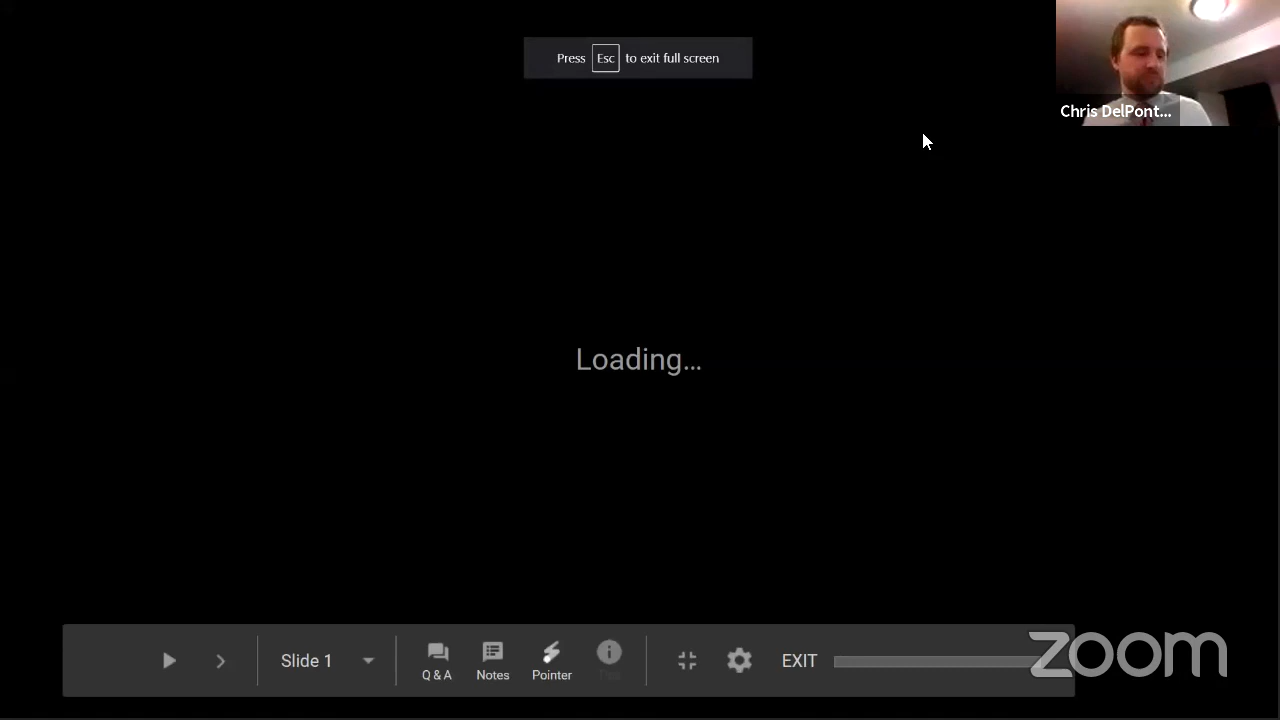 Press Esc to exit full screen
Chris DelPont...
Loading...
Slide 1
Q & A
Notes
Pointer
EXIT
zoom